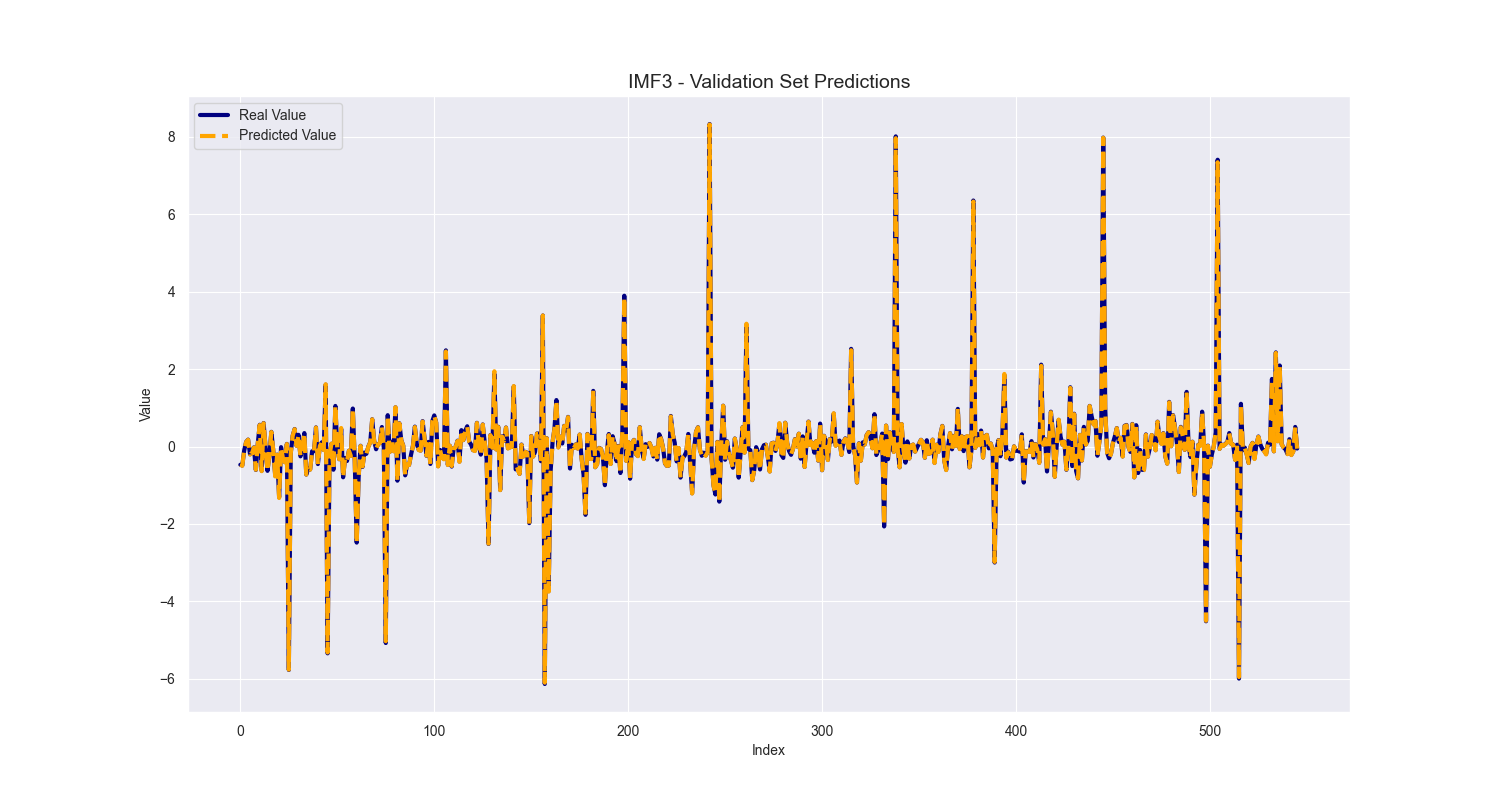 IMF3 - Validation Set Predictions
Real Value
Predicted Value
8
6
4
2
0
−2
−4
−6
Value
0 100 200 300 400 500
Index